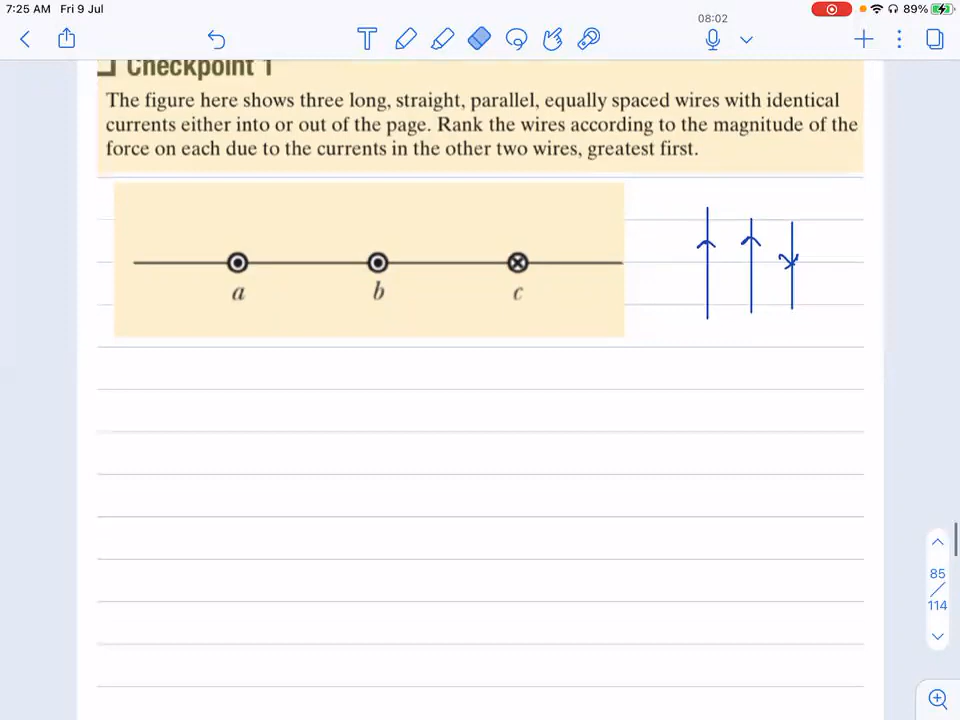 7:25 AM Fri 9 Jul
89%
08:02
Checkpoint 1
The figure here shows three long, straight, parallel, equally spaced wires with identical
currents either into or out of the page. Rank the wires according to the magnitude of the
force on each due to the currents in the other two wires, greatest first.
a b c
85
114